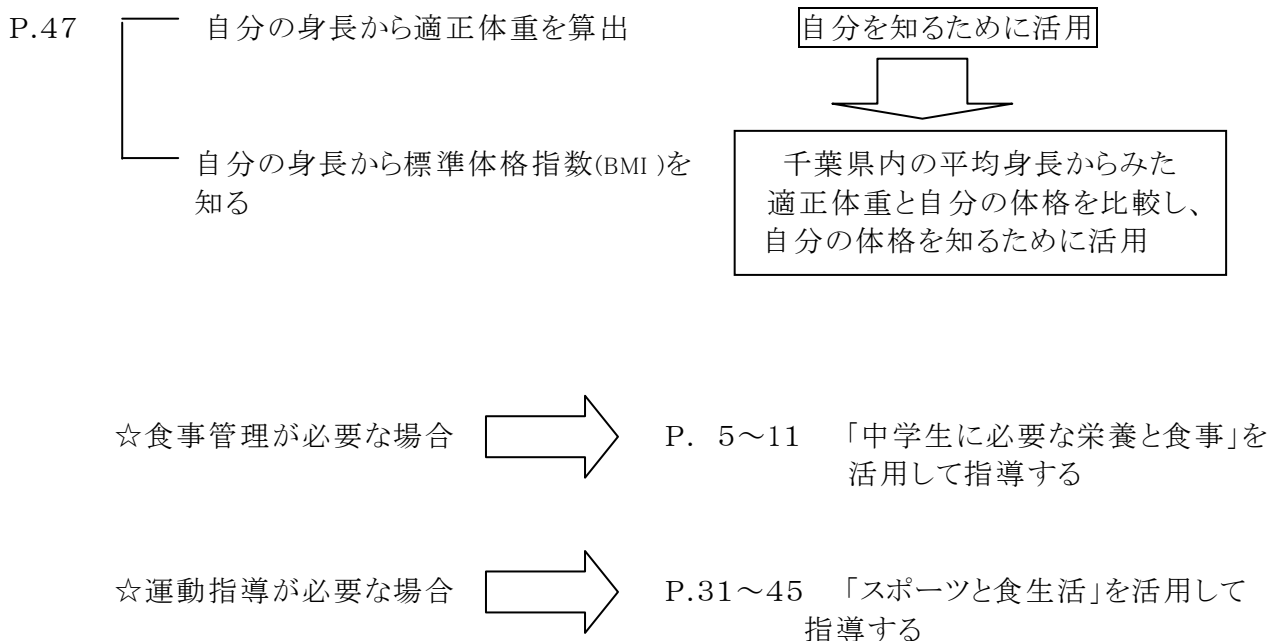 P.47 自分の身長から適正体重を算出 自分を知るために活用
自分の身長から標準体格指数(BMI )を
知る
千葉県内の平均身長からみた
適正体重と自分の体格を比較し、
自分の体格を知るために活用
☆食事管理が必要な場合 P. 5～11 「中学生に必要な栄養と食事」を
活用して指導する
☆運動指導が必要な場合 P.31～45 「スポーツと食生活」を活用して
指導する